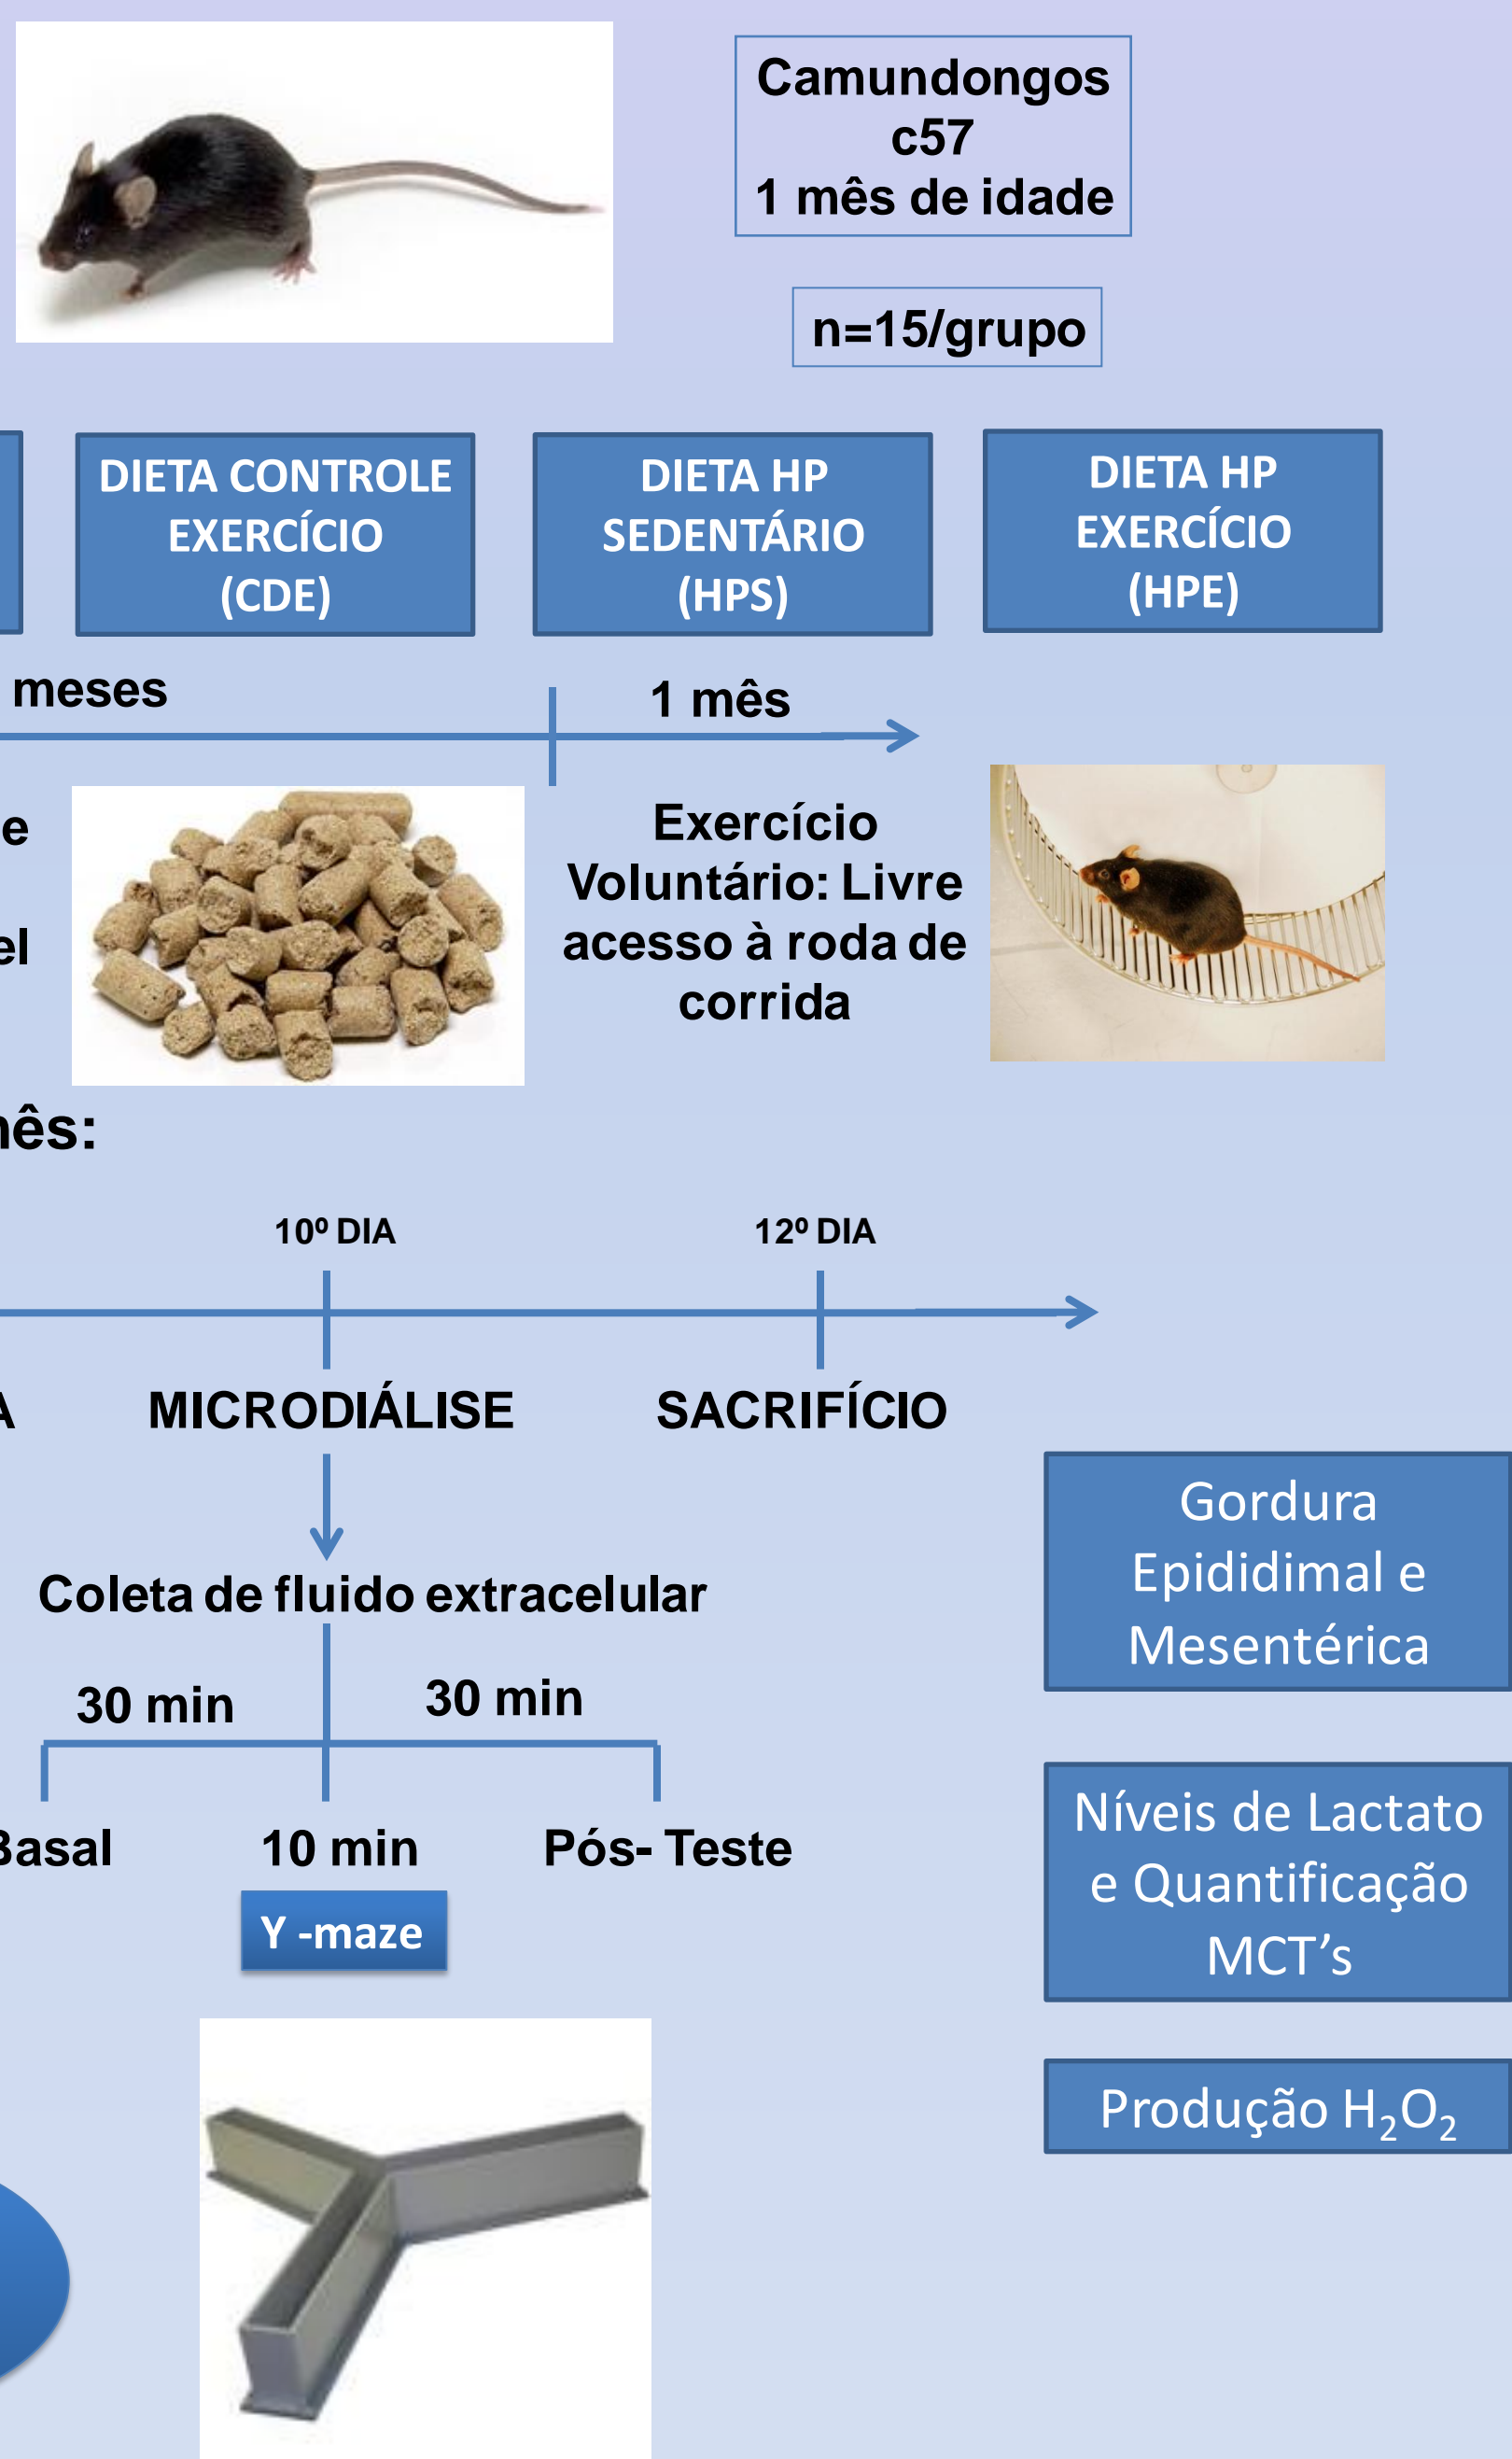 Camundongos
c57
1 mês de idade
n=15/grupo
DIETA CONTROLE
EXERCÍCIO
(CDE)
DIETA HP
SEDENTÁRIO
(HPS)
DIETA HP
EXERCÍCIO
(HPE)
meses
1 mês
e
el
Exercício
Voluntário: Livre
acesso à roda de
corrida
mês:
10º DIA
12º DIA
A
MICRODIÁLISE
SACRIFÍCIO
Coleta de fluido extracelular
30 min
30 min
Basal
10 min
Pós- Teste
Y -maze
Gordura
Epididimal e
Mesentérica
Níveis de Lactato
e Quantificação
MCT’s
Produção H₂O₂